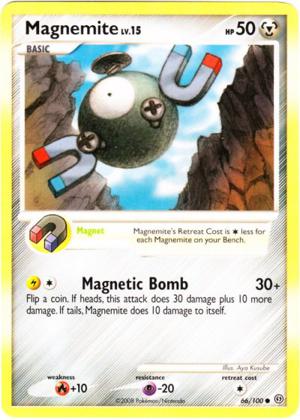 Magnemite LV.15
HP 50
BASIC
Magnet
Magnemite's Retreat Cost is less for
each Magnemite on your Bench.
Magnetic Bomb 30+
Flip a coin. If heads, this attack does 30 damage plus 10 more
damage. If tails, Magnemite does 10 damage to itself.
Illus. Aya Kusube
weakness resistance retreat cost
+10 -20
©2008 Pokémon/Nintendo 66/100